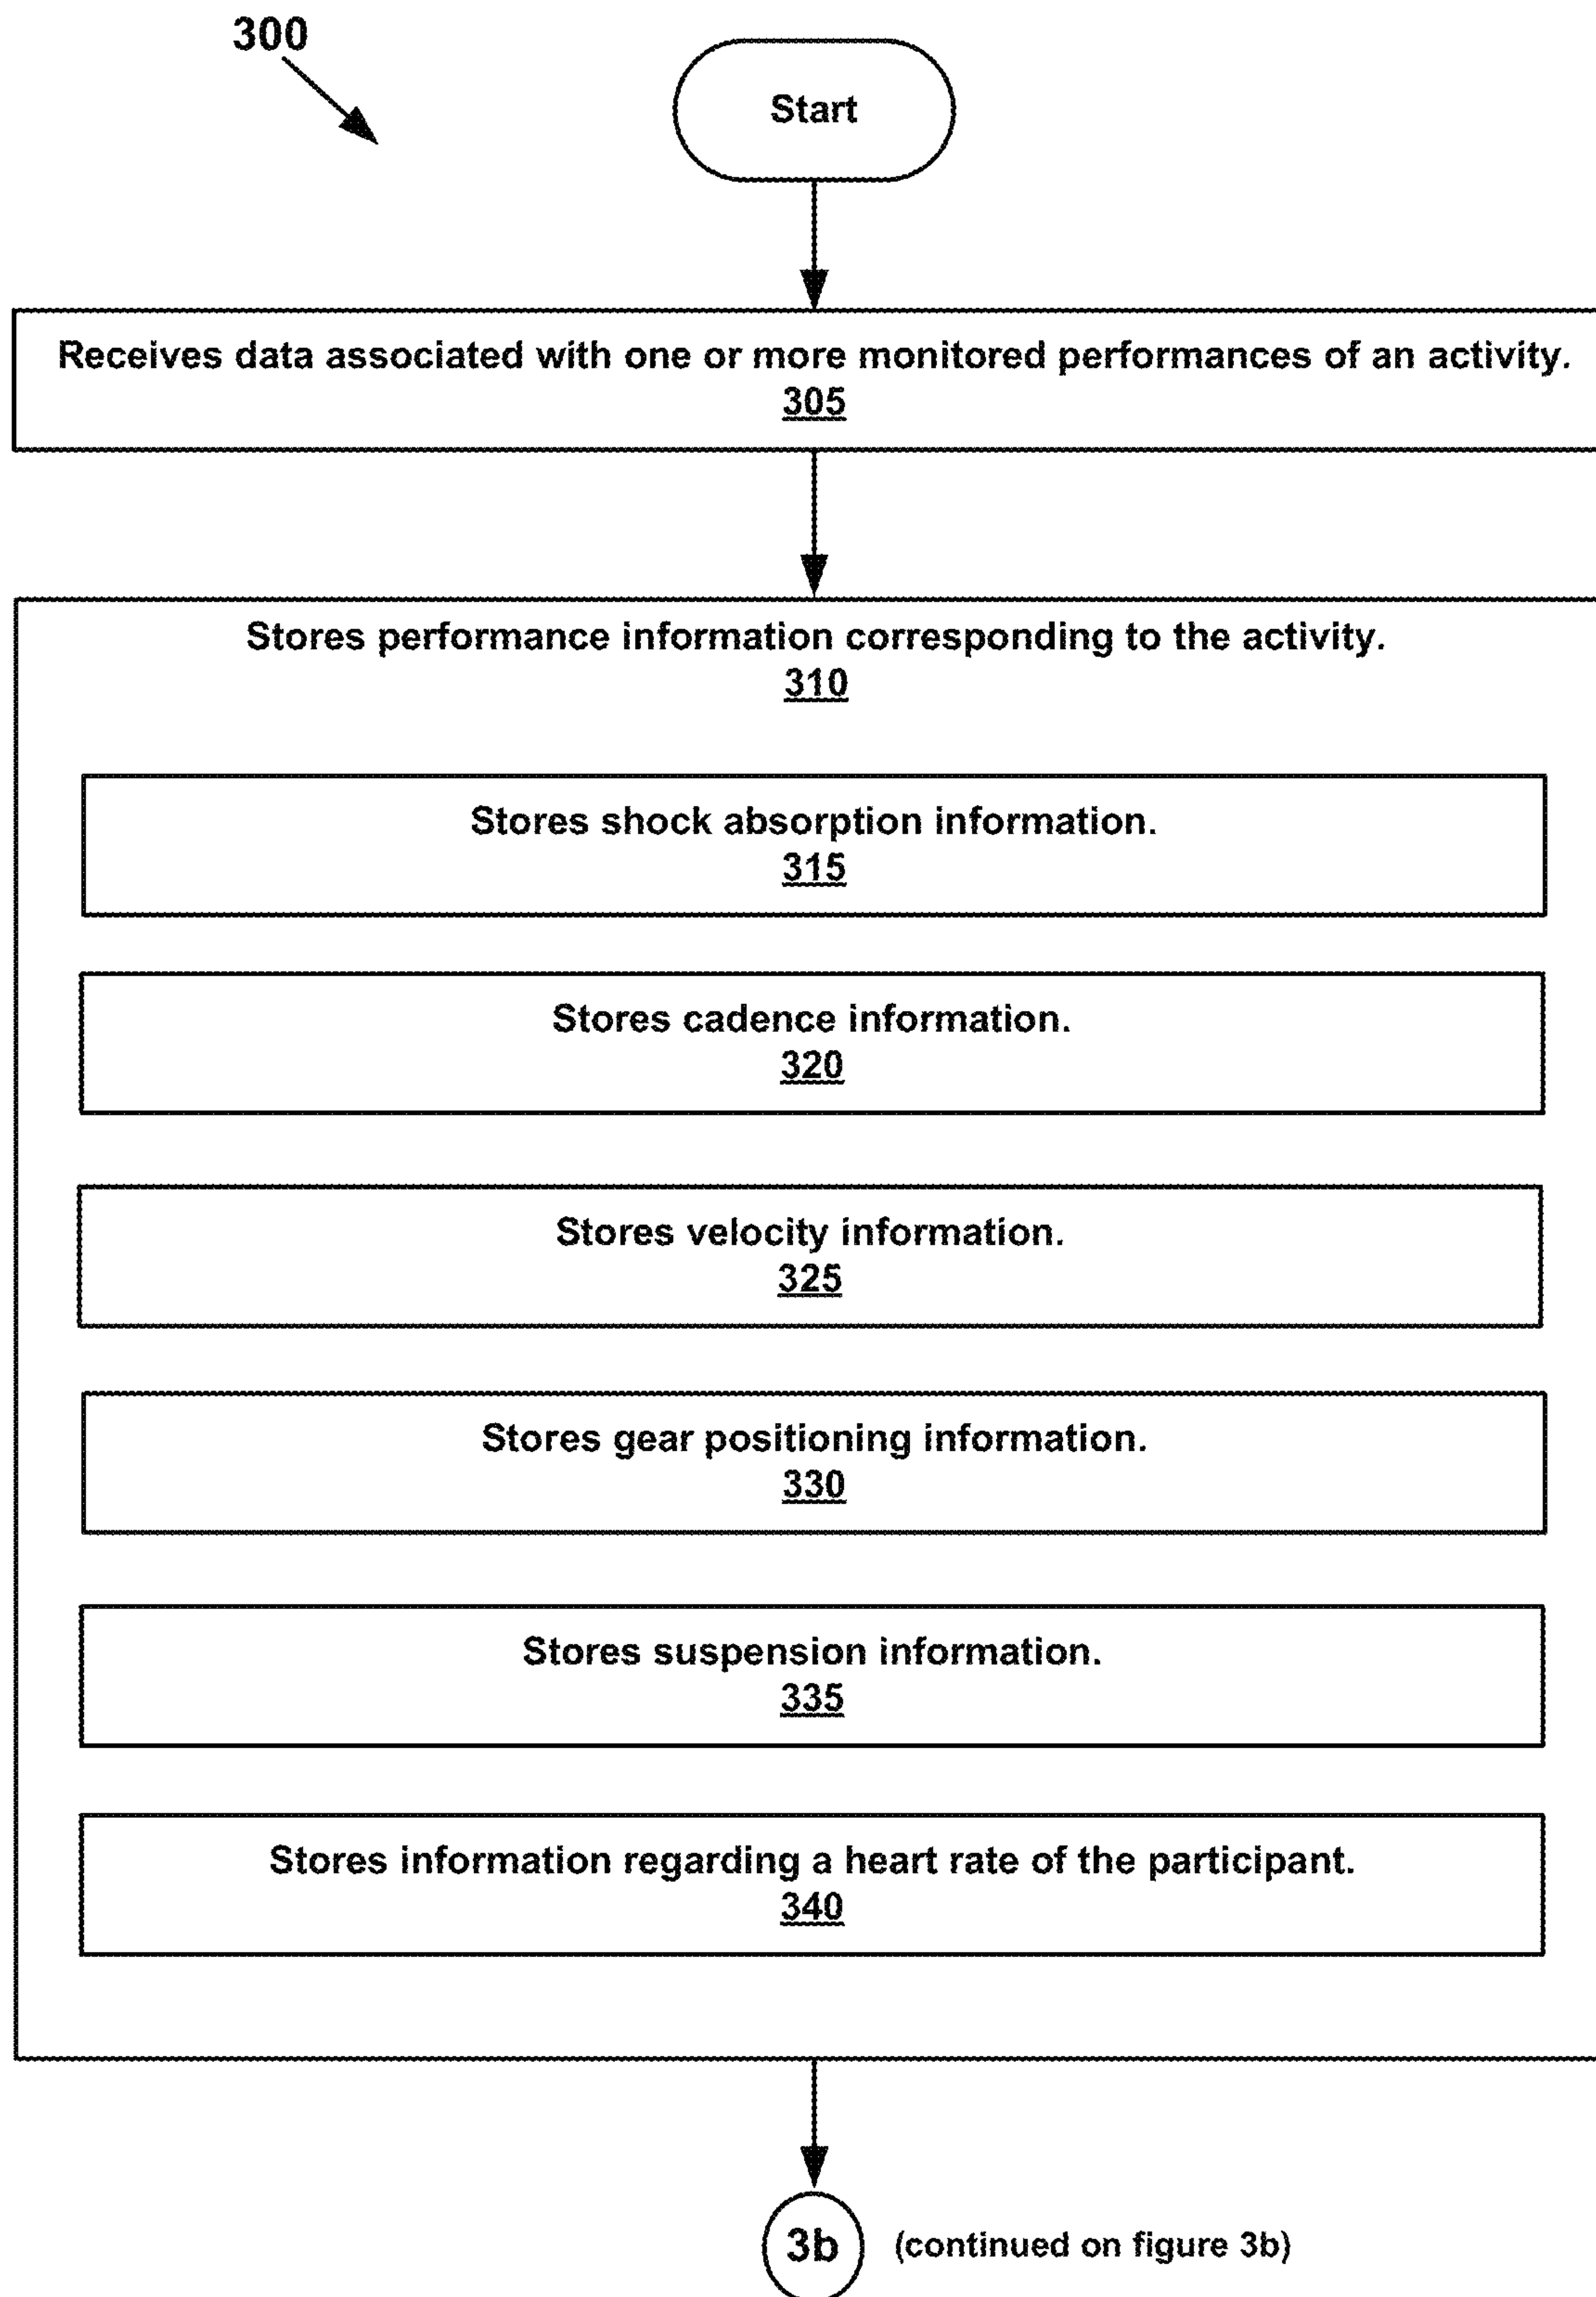 300
Start
Receives data associated with one or more monitored performances of an activity.
305
Stores performance information corresponding to the activity.
310
Stores shock absorption information.
315
Stores cadence information.
320
Stores velocity information.
325
Stores gear positioning information.
330
Stores suspension information.
335
Stores information regarding a heart rate of the participant.
340
3b (continued on figure 3b)